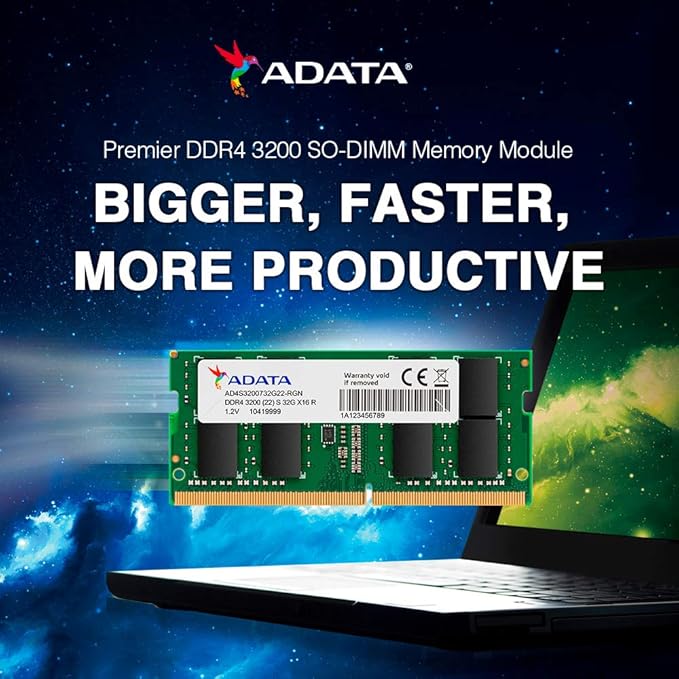 ADATA®
Premier DDR4 3200 SO-DIMM Memory Module
BIGGER, FASTER,
MORE PRODUCTIVE
ADATA
AD4S3200732G22-RGN
DDR4 3200 (22) S 32G X16 R
1.2V 10419999
Warranty void
if removed
CE
1A123456789